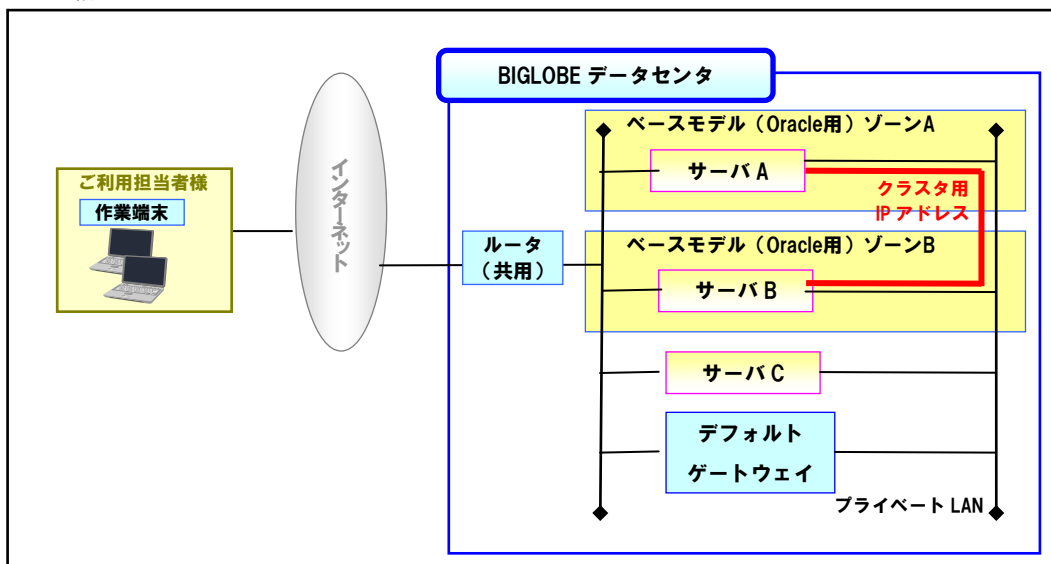 BIGLOBE データセンタ
ベースモデル（Oracle用）ゾーンA
サーバ A
クラスタ用
IP アドレス
ご利用担当者様
作業端末
インターネット
ルータ
（共用）
ベースモデル（Oracle用）ゾーンB
サーバ B
サーバ C
デフォルト
ゲートウェイ
プライベート LAN